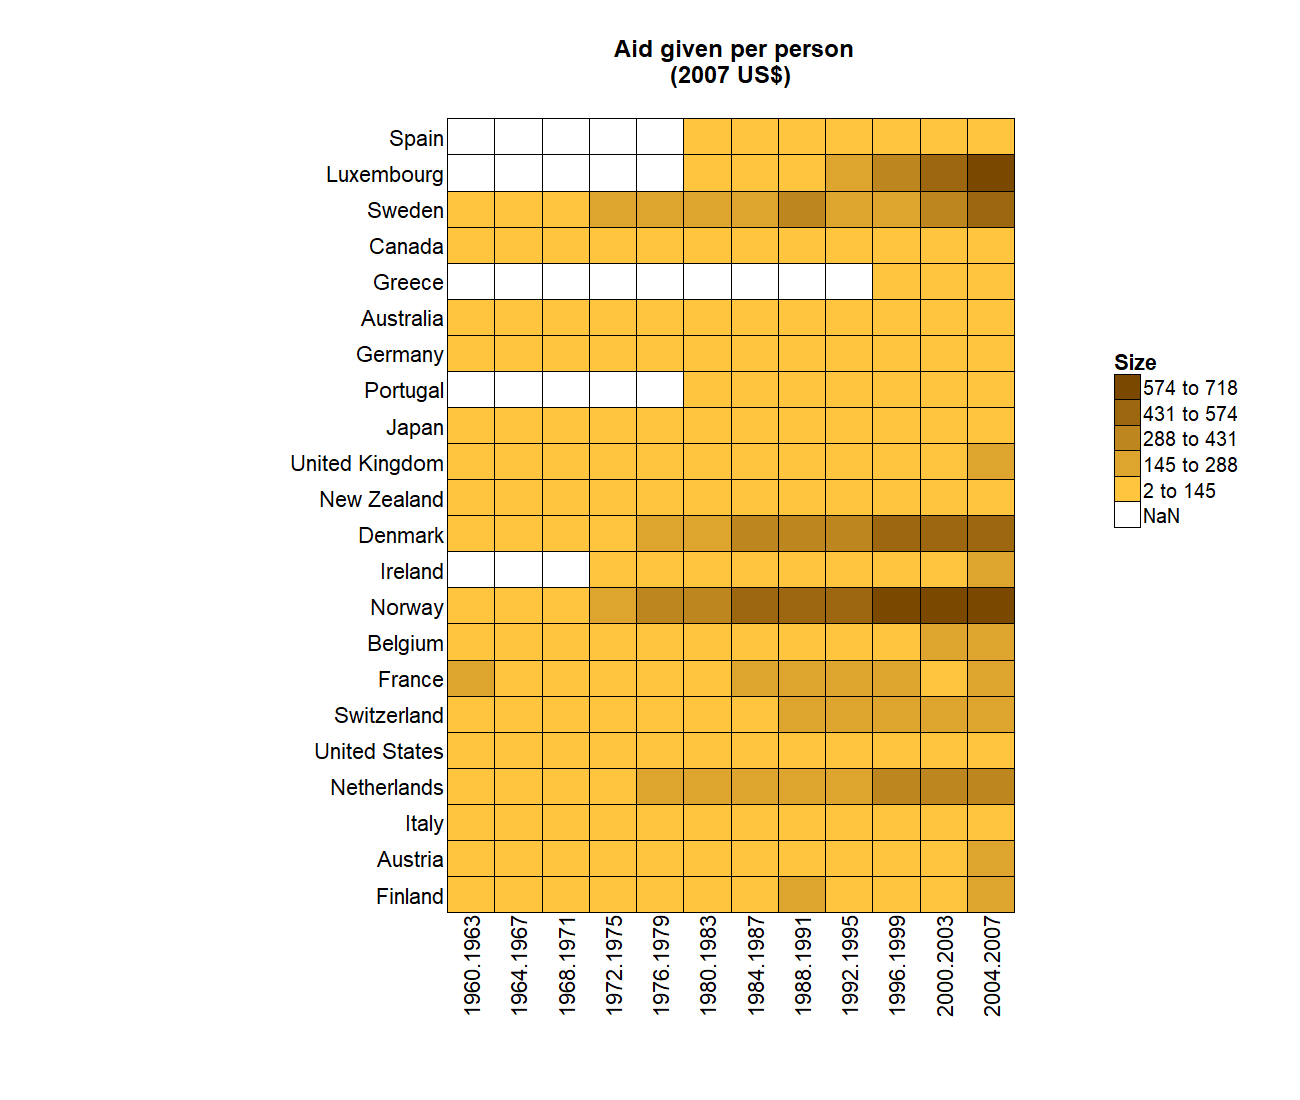 Aid given per person
(2007 US$)
Spain
Luxembourg
Sweden
Canada
Greece
Australia
Germany
Portugal
Japan
United Kingdom
New Zealand
Denmark
Ireland
Norway
Belgium
France
Switzerland
United States
Netherlands
Italy
Austria
Finland
1960.1963
1964.1967
1968.1971
1972.1975
1976.1979
1980.1983
1984.1987
1988.1991
1992.1995
1996.1999
2000.2003
2004.2007
Size
574 to 718
431 to 574
288 to 431
145 to 288
2 to 145
NaN